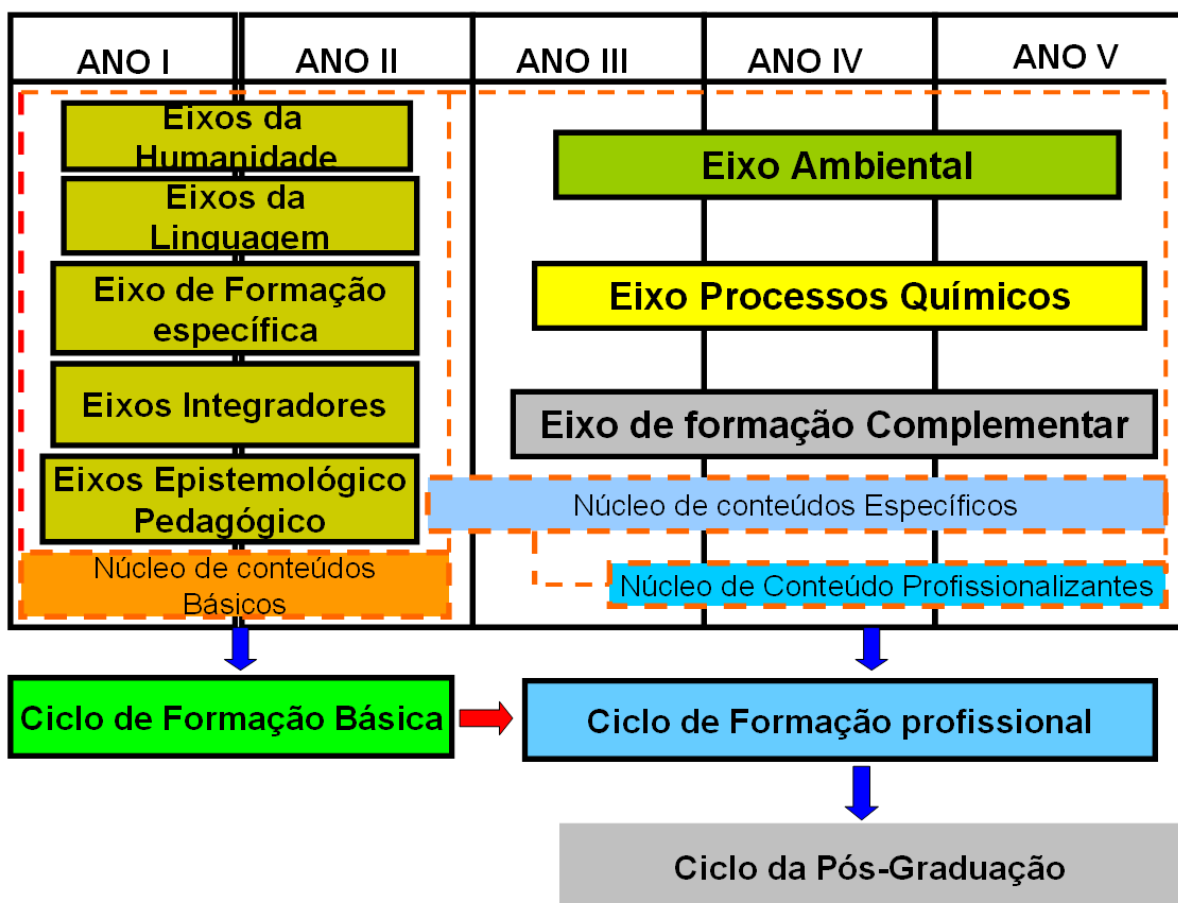 ANO I
ANO II
ANO III
ANO IV
ANO V
Eixos da
Humanidade
Eixos da
Linguagem
Eixo de Formação
específica
Eixos Integradores
Eixos Epistemológico
Pedagógico
Núcleo de conteúdos
Básicos
Eixo Ambiental
Eixo Processos Químicos
Eixo de formação Complementar
Núcleo de conteúdos Específicos
Núcleo de Conteúdo Profissionalizantes
Ciclo de Formação Básica
Ciclo de Formação profissional
Ciclo da Pós-Graduação